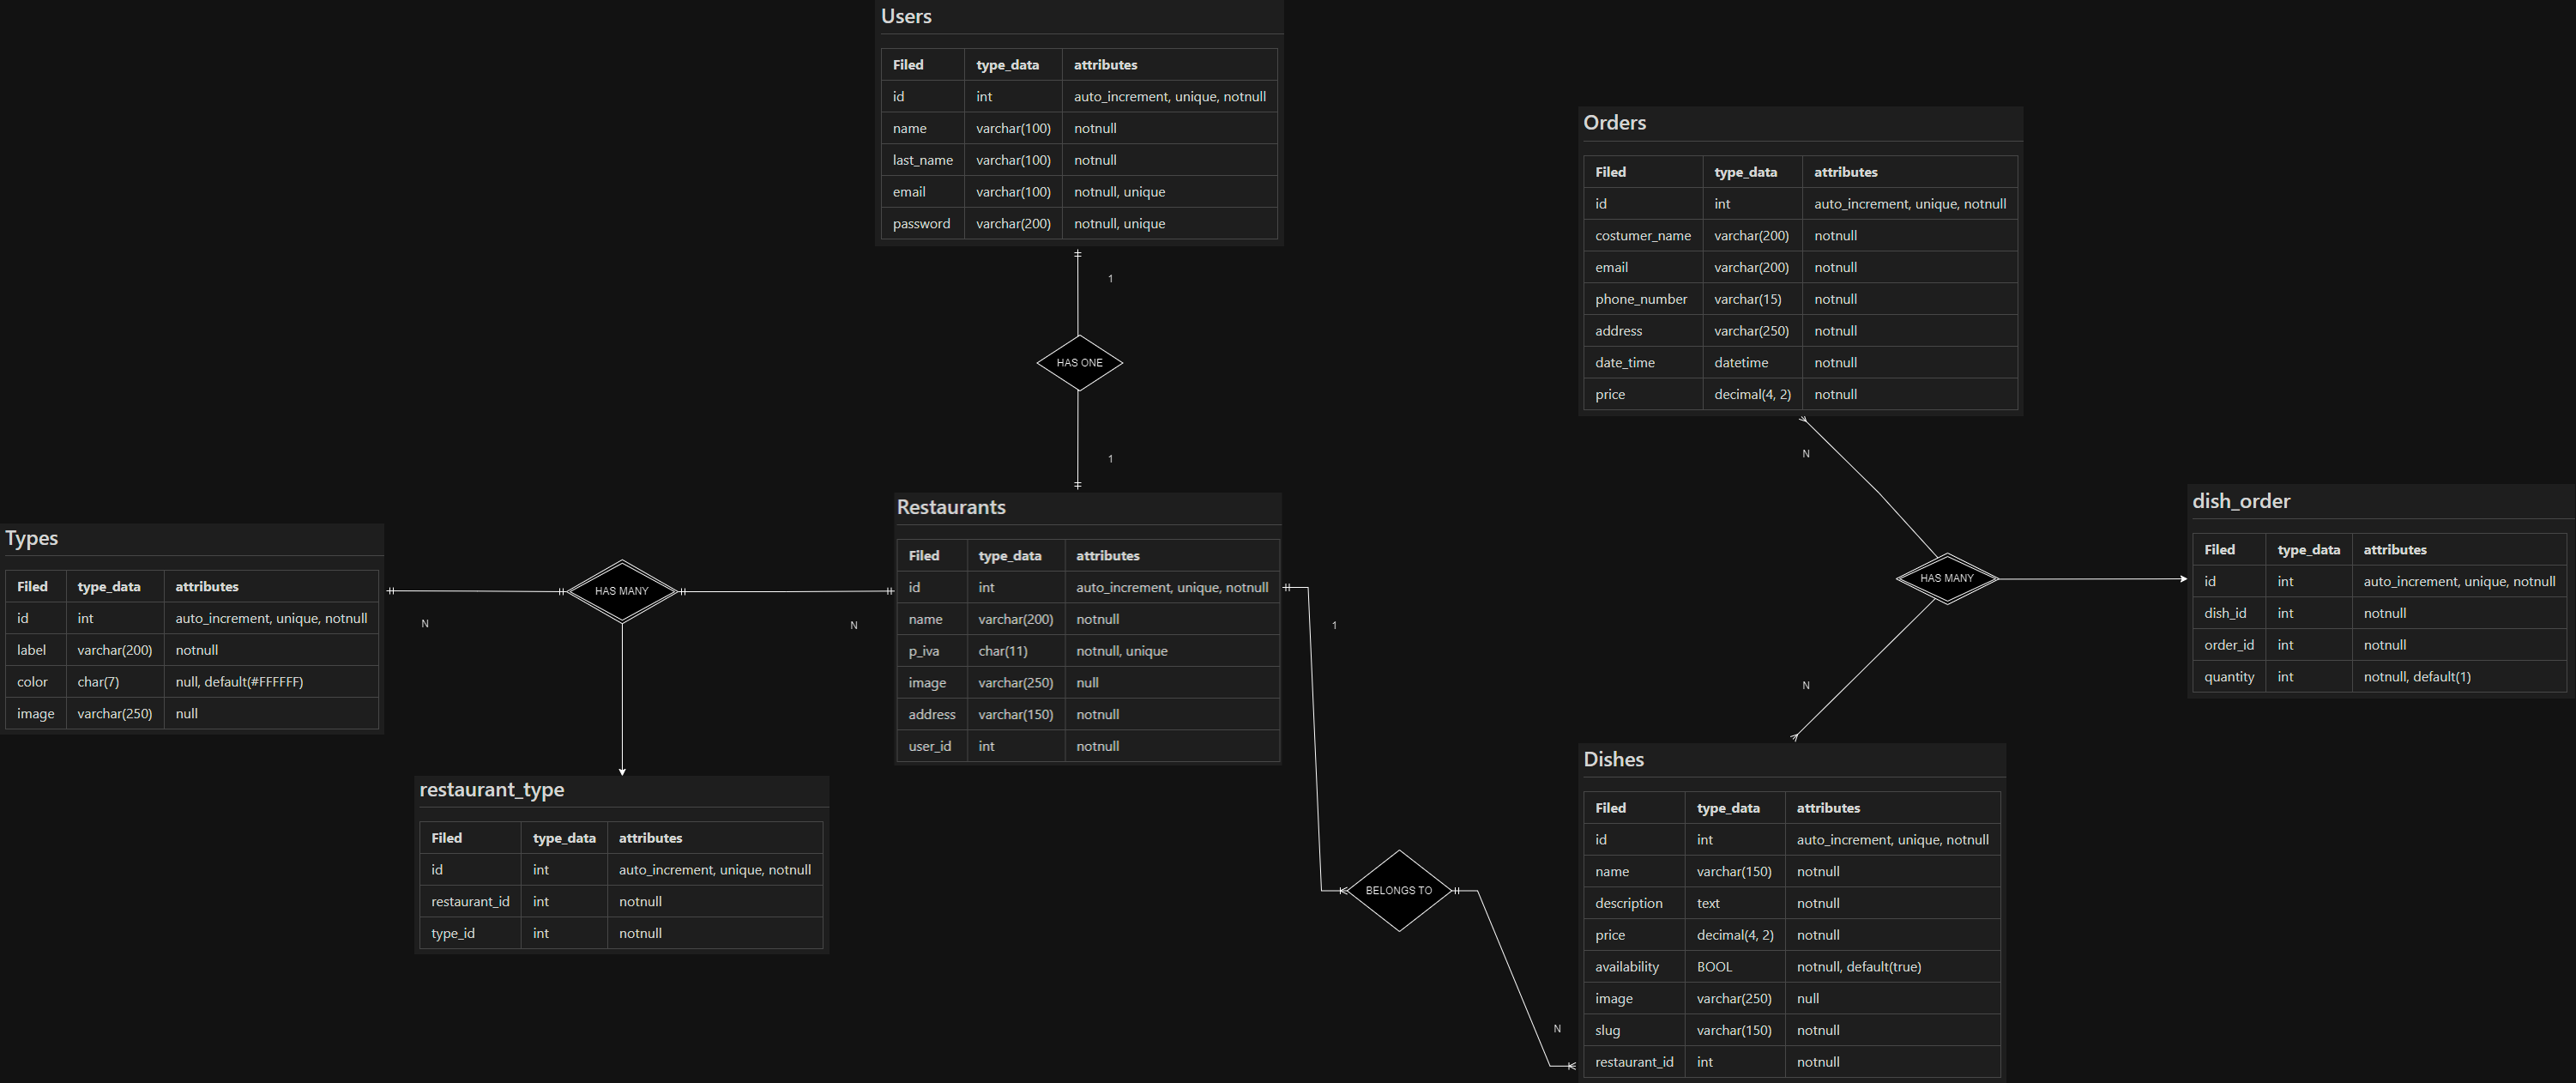 Users
Filed type_data attributes
id int auto_increment, unique, notnull
name varchar(100) notnull
last_name varchar(100) notnull
email varchar(100) notnull, unique
password varchar(200) notnull, unique
1
HAS ONE
1
Orders
Filed type_data attributes
id int auto_increment, unique, notnull
costumer_name varchar(200) notnull
email varchar(200) notnull
phone_number varchar(15) notnull
address varchar(250) notnull
date_time datetime notnull
price decimal(4, 2) notnull
N
HAS MANY
N
dish_order
Filed type_data attributes
id int auto_increment, unique, notnull
dish_id int notnull
order_id int notnull
quantity int notnull, default(1)
Types
Filed type_data attributes
id int auto_increment, unique, notnull
label varchar(200) notnull
color char(7) null, default(#FFFFFF)
image varchar(250) null
N
HAS MANY
N
Restaurants
Filed type_data attributes
id int auto_increment, unique, notnull
name varchar(200) notnull
p_iva char(11) notnull, unique
image varchar(250) null
address varchar(150) notnull
user_id int notnull
1
restaurant_type
Filed type_data attributes
id int auto_increment, unique, notnull
restaurant_id int notnull
type_id int notnull
BELONGS TO
N
Dishes
Filed type_data attributes
id int auto_increment, unique, notnull
name varchar(150) notnull
description text notnull
price decimal(4, 2) notnull
availability BOOL notnull, default(true)
image varchar(250) null
slug varchar(150) notnull
restaurant_id int notnull